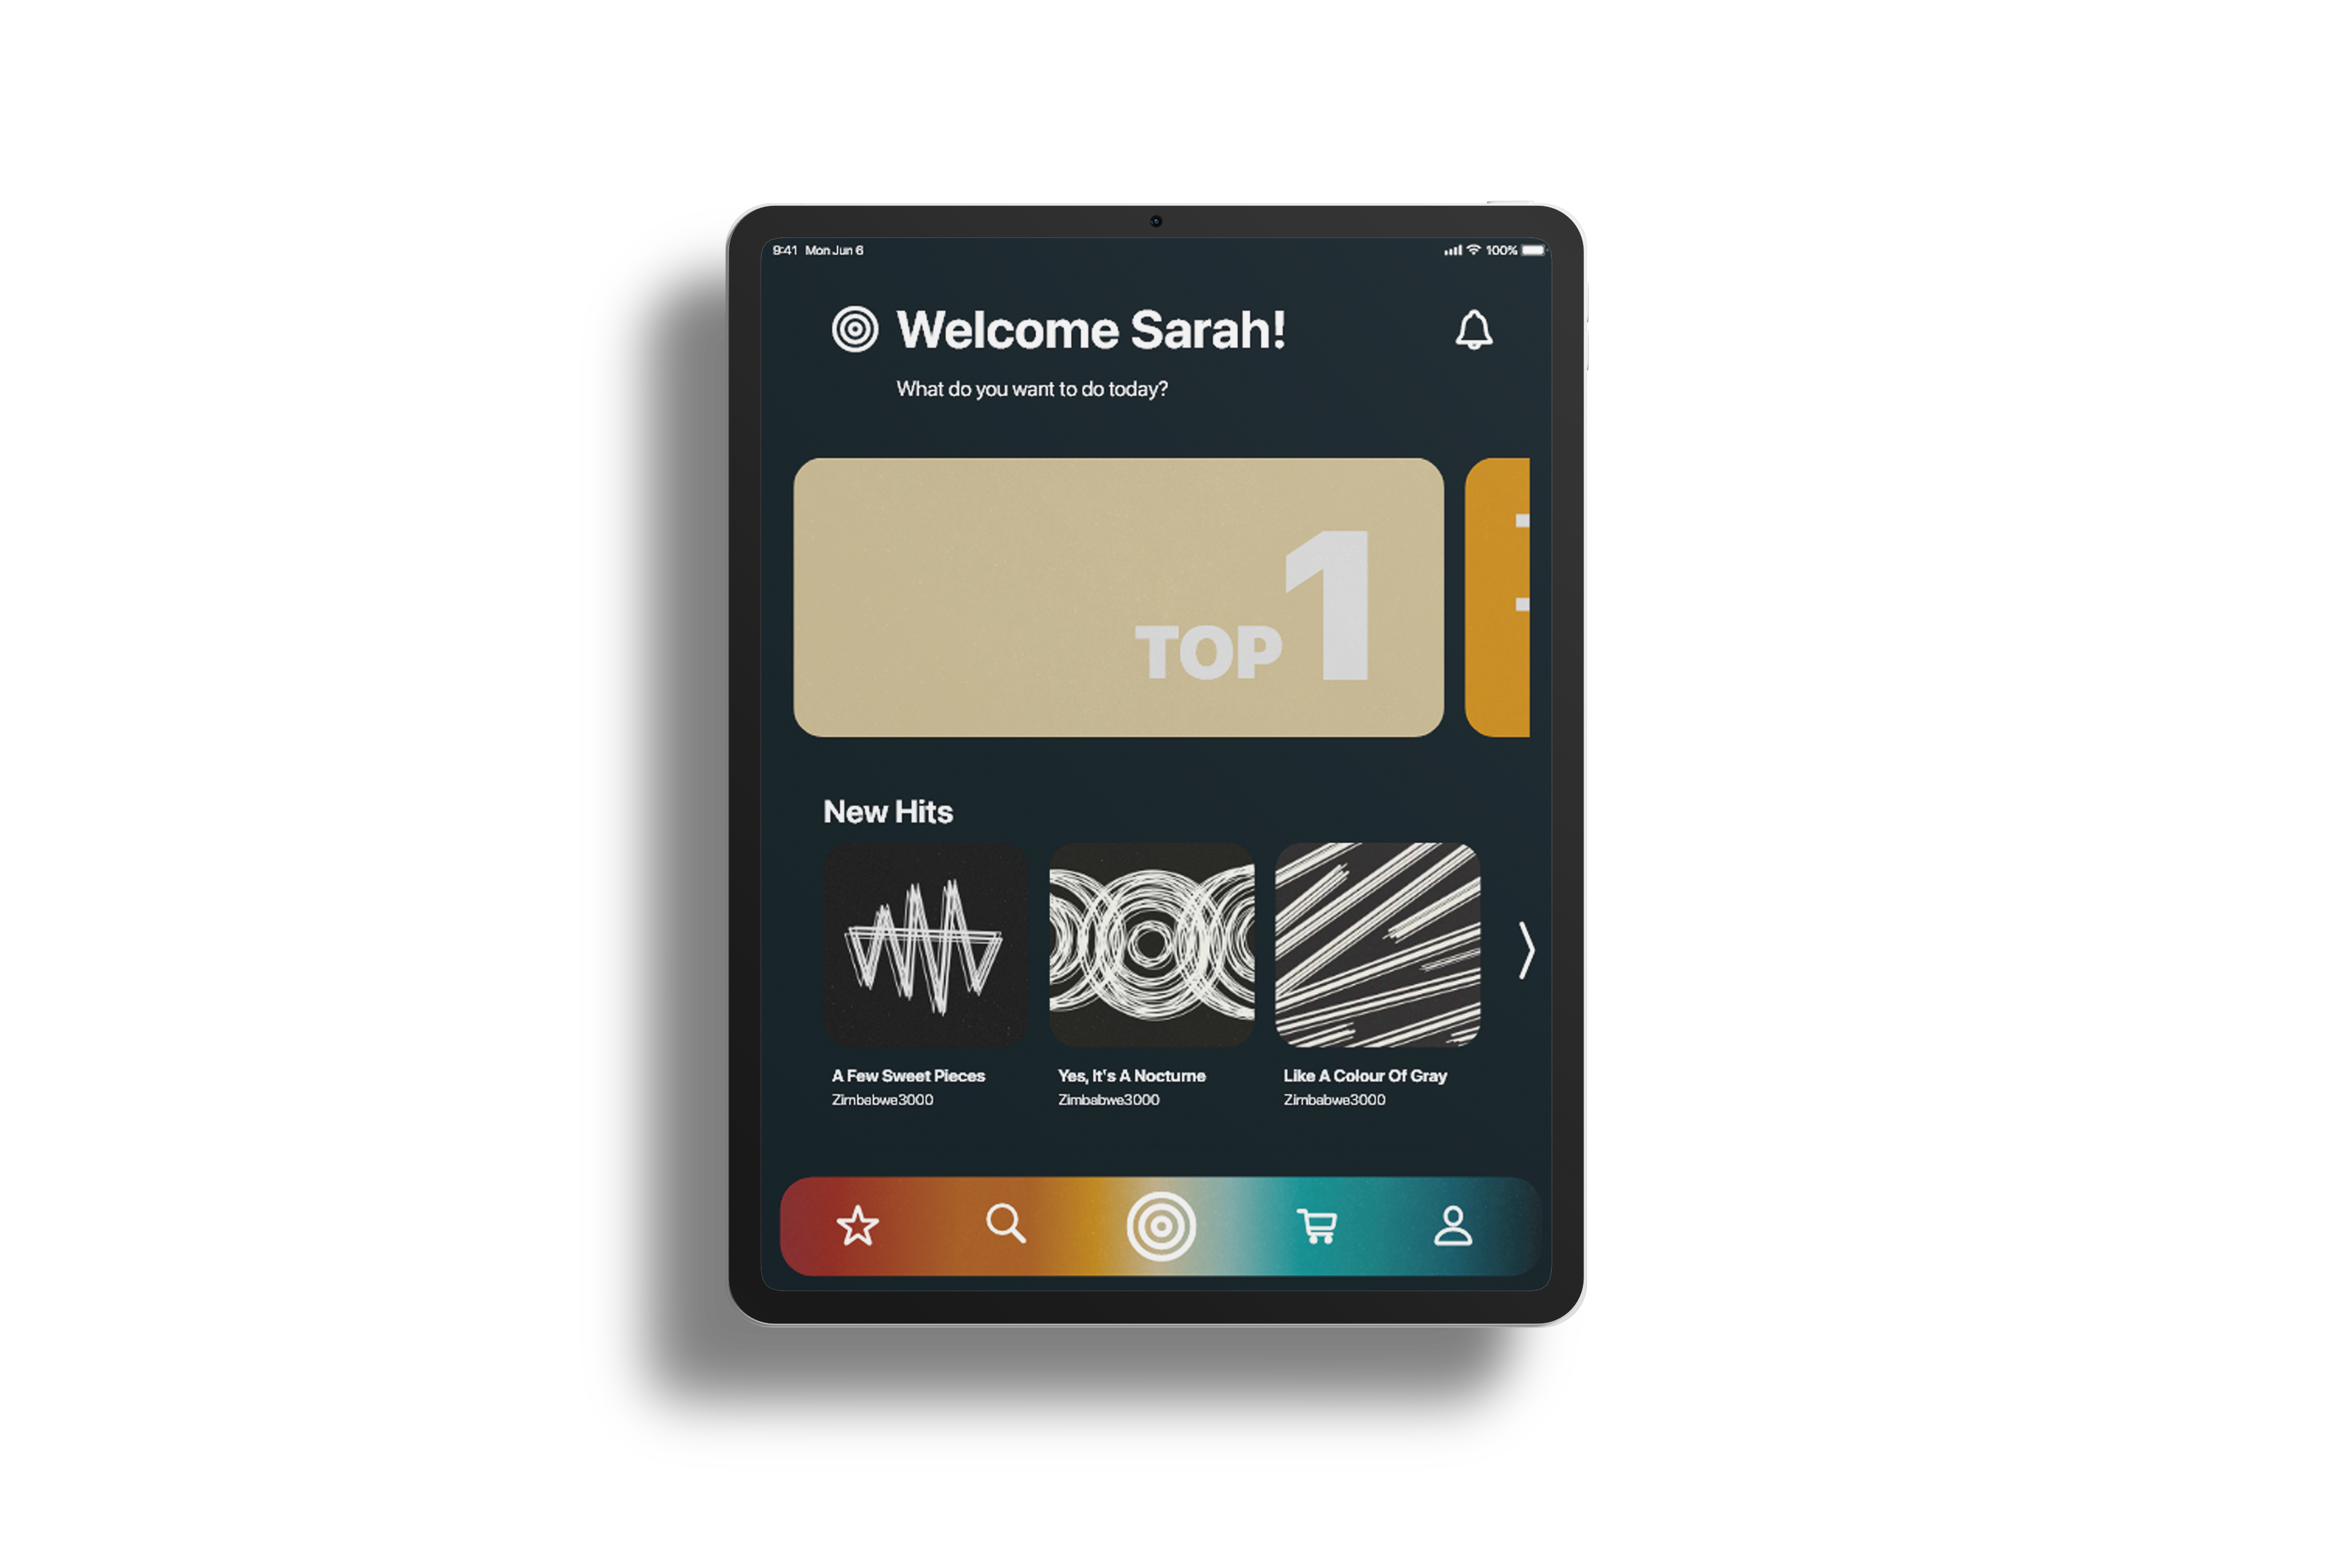 9:41 Mon Jun 6
100%
Welcome Sarah!
What do you want to do today?
TOP 1
New Hits
A Few Sweet Pieces
Zimbabwe3000
Yes, It's A Nocturne
Zimbabwe3000
Like A Colour Of Gray
Zimbabwe3000